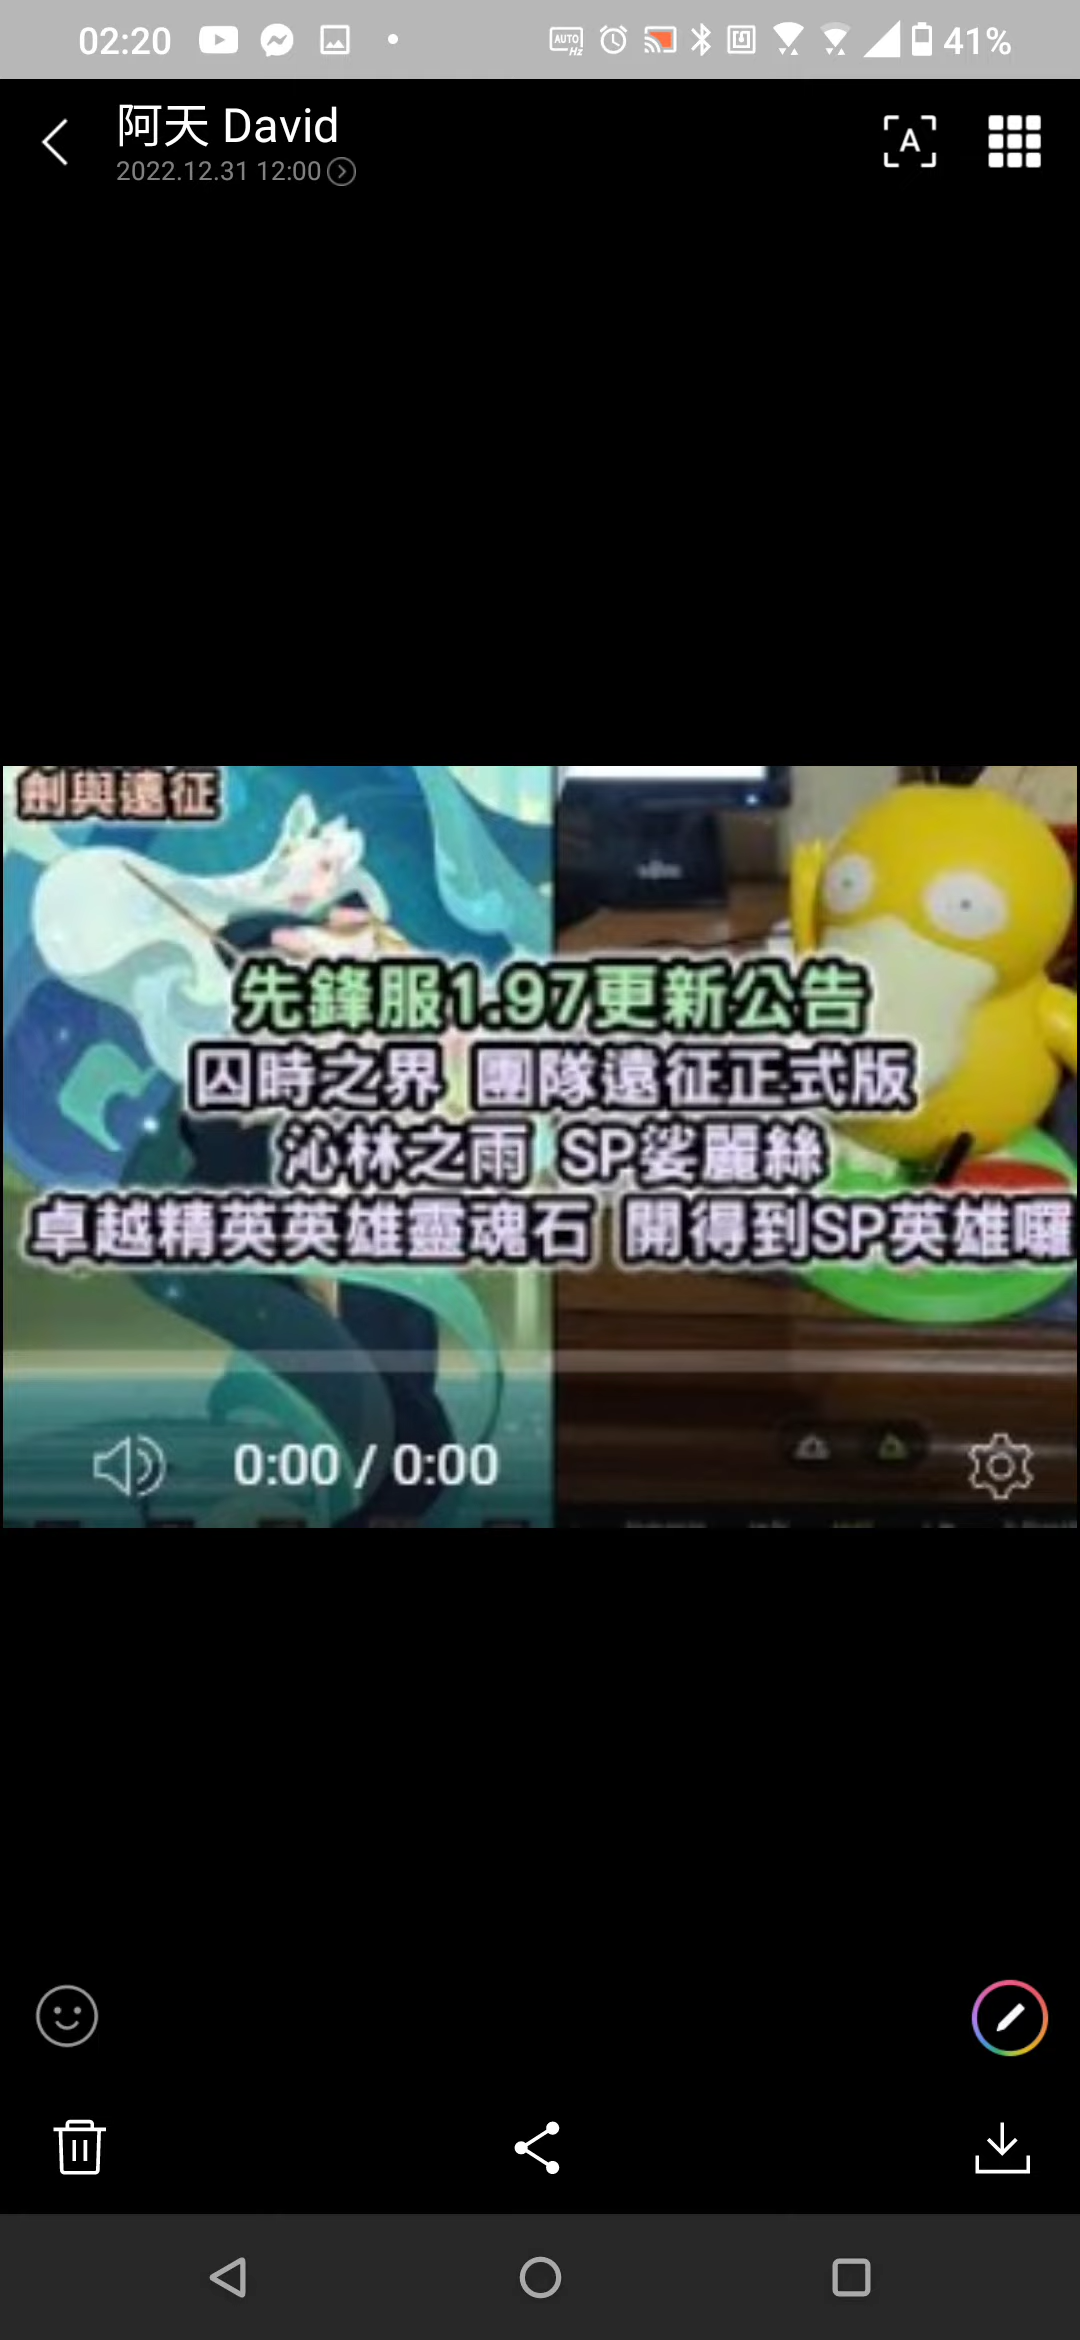 02:20
AUTO
Hz
41%
阿天 David
2022.12.31 12:00
A
劍與遠征
先鋒服1.97更新公告
囚時之界 團隊遠征正式版
沁林之雨 SP娑麗絲
卓越精英英雄靈魂石 開得到SP英雄囉
0:00 / 0:00